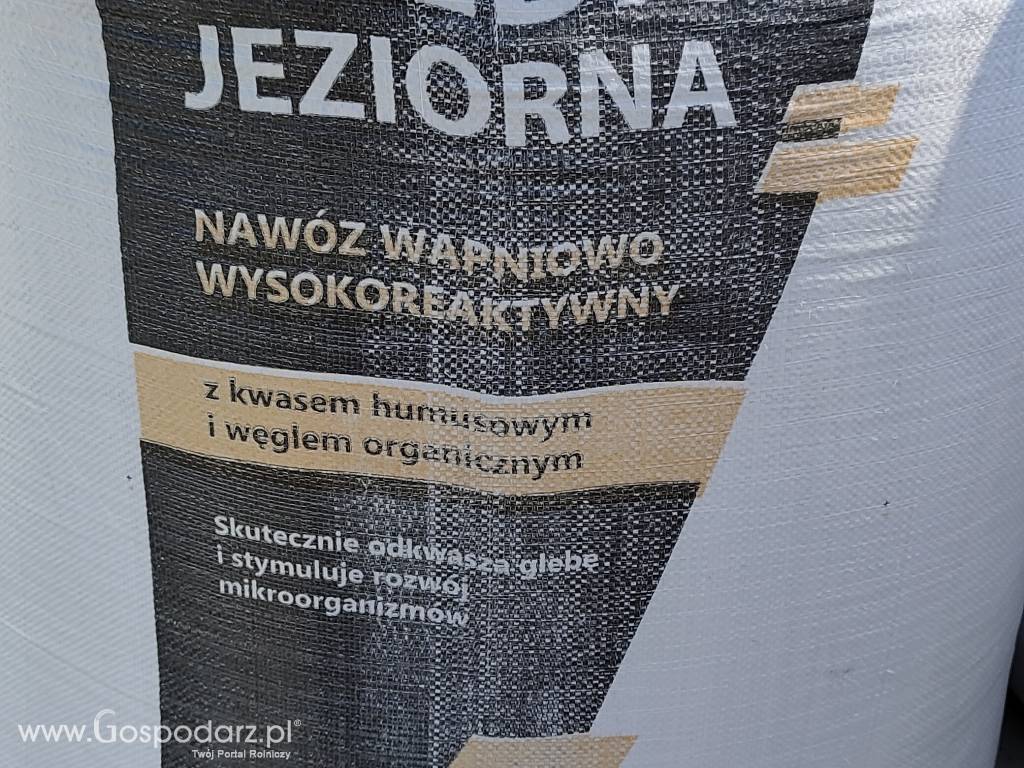 JEZIORNA
NAWÓZ WAPNIOWO
WYSOKOREAKTYWNY
z kwasem humusowym
i węglem organicznym
Skutecznie odkwasza glebę
i stymuluje rozwój
mikroorganizmów
www.Gospodarz.pl®
Twój Portal Rolniczy